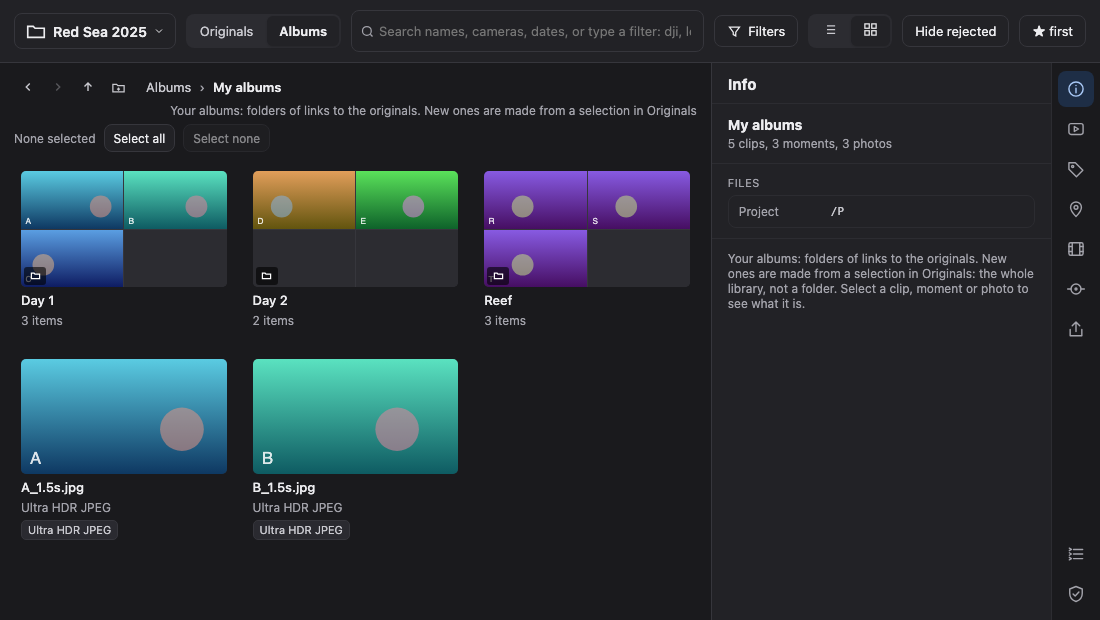 Red Sea 2025
Originals
Albums
Search names, cameras, dates, or type a filter: dji,
Filters
Hide rejected
★ first
Albums › My albums
Your albums: folders of links to the originals. New ones are made from a selection in Originals
None selected
Select all
Select none
A
B
D
E
R
S
Day 1
3 items
Day 2
2 items
Reef
3 items
A
B
A_1.5s.jpg
Ultra HDR JPEG
Ultra HDR JPEG
B_1.5s.jpg
Ultra HDR JPEG
Ultra HDR JPEG
Info
My albums
5 clips, 3 moments, 3 photos
FILES
Project
/P
Your albums: folders of links to the originals. New
ones are made from a selection in Originals: the whole
library, not a folder. Select a clip, moment or photo to
see what it is.